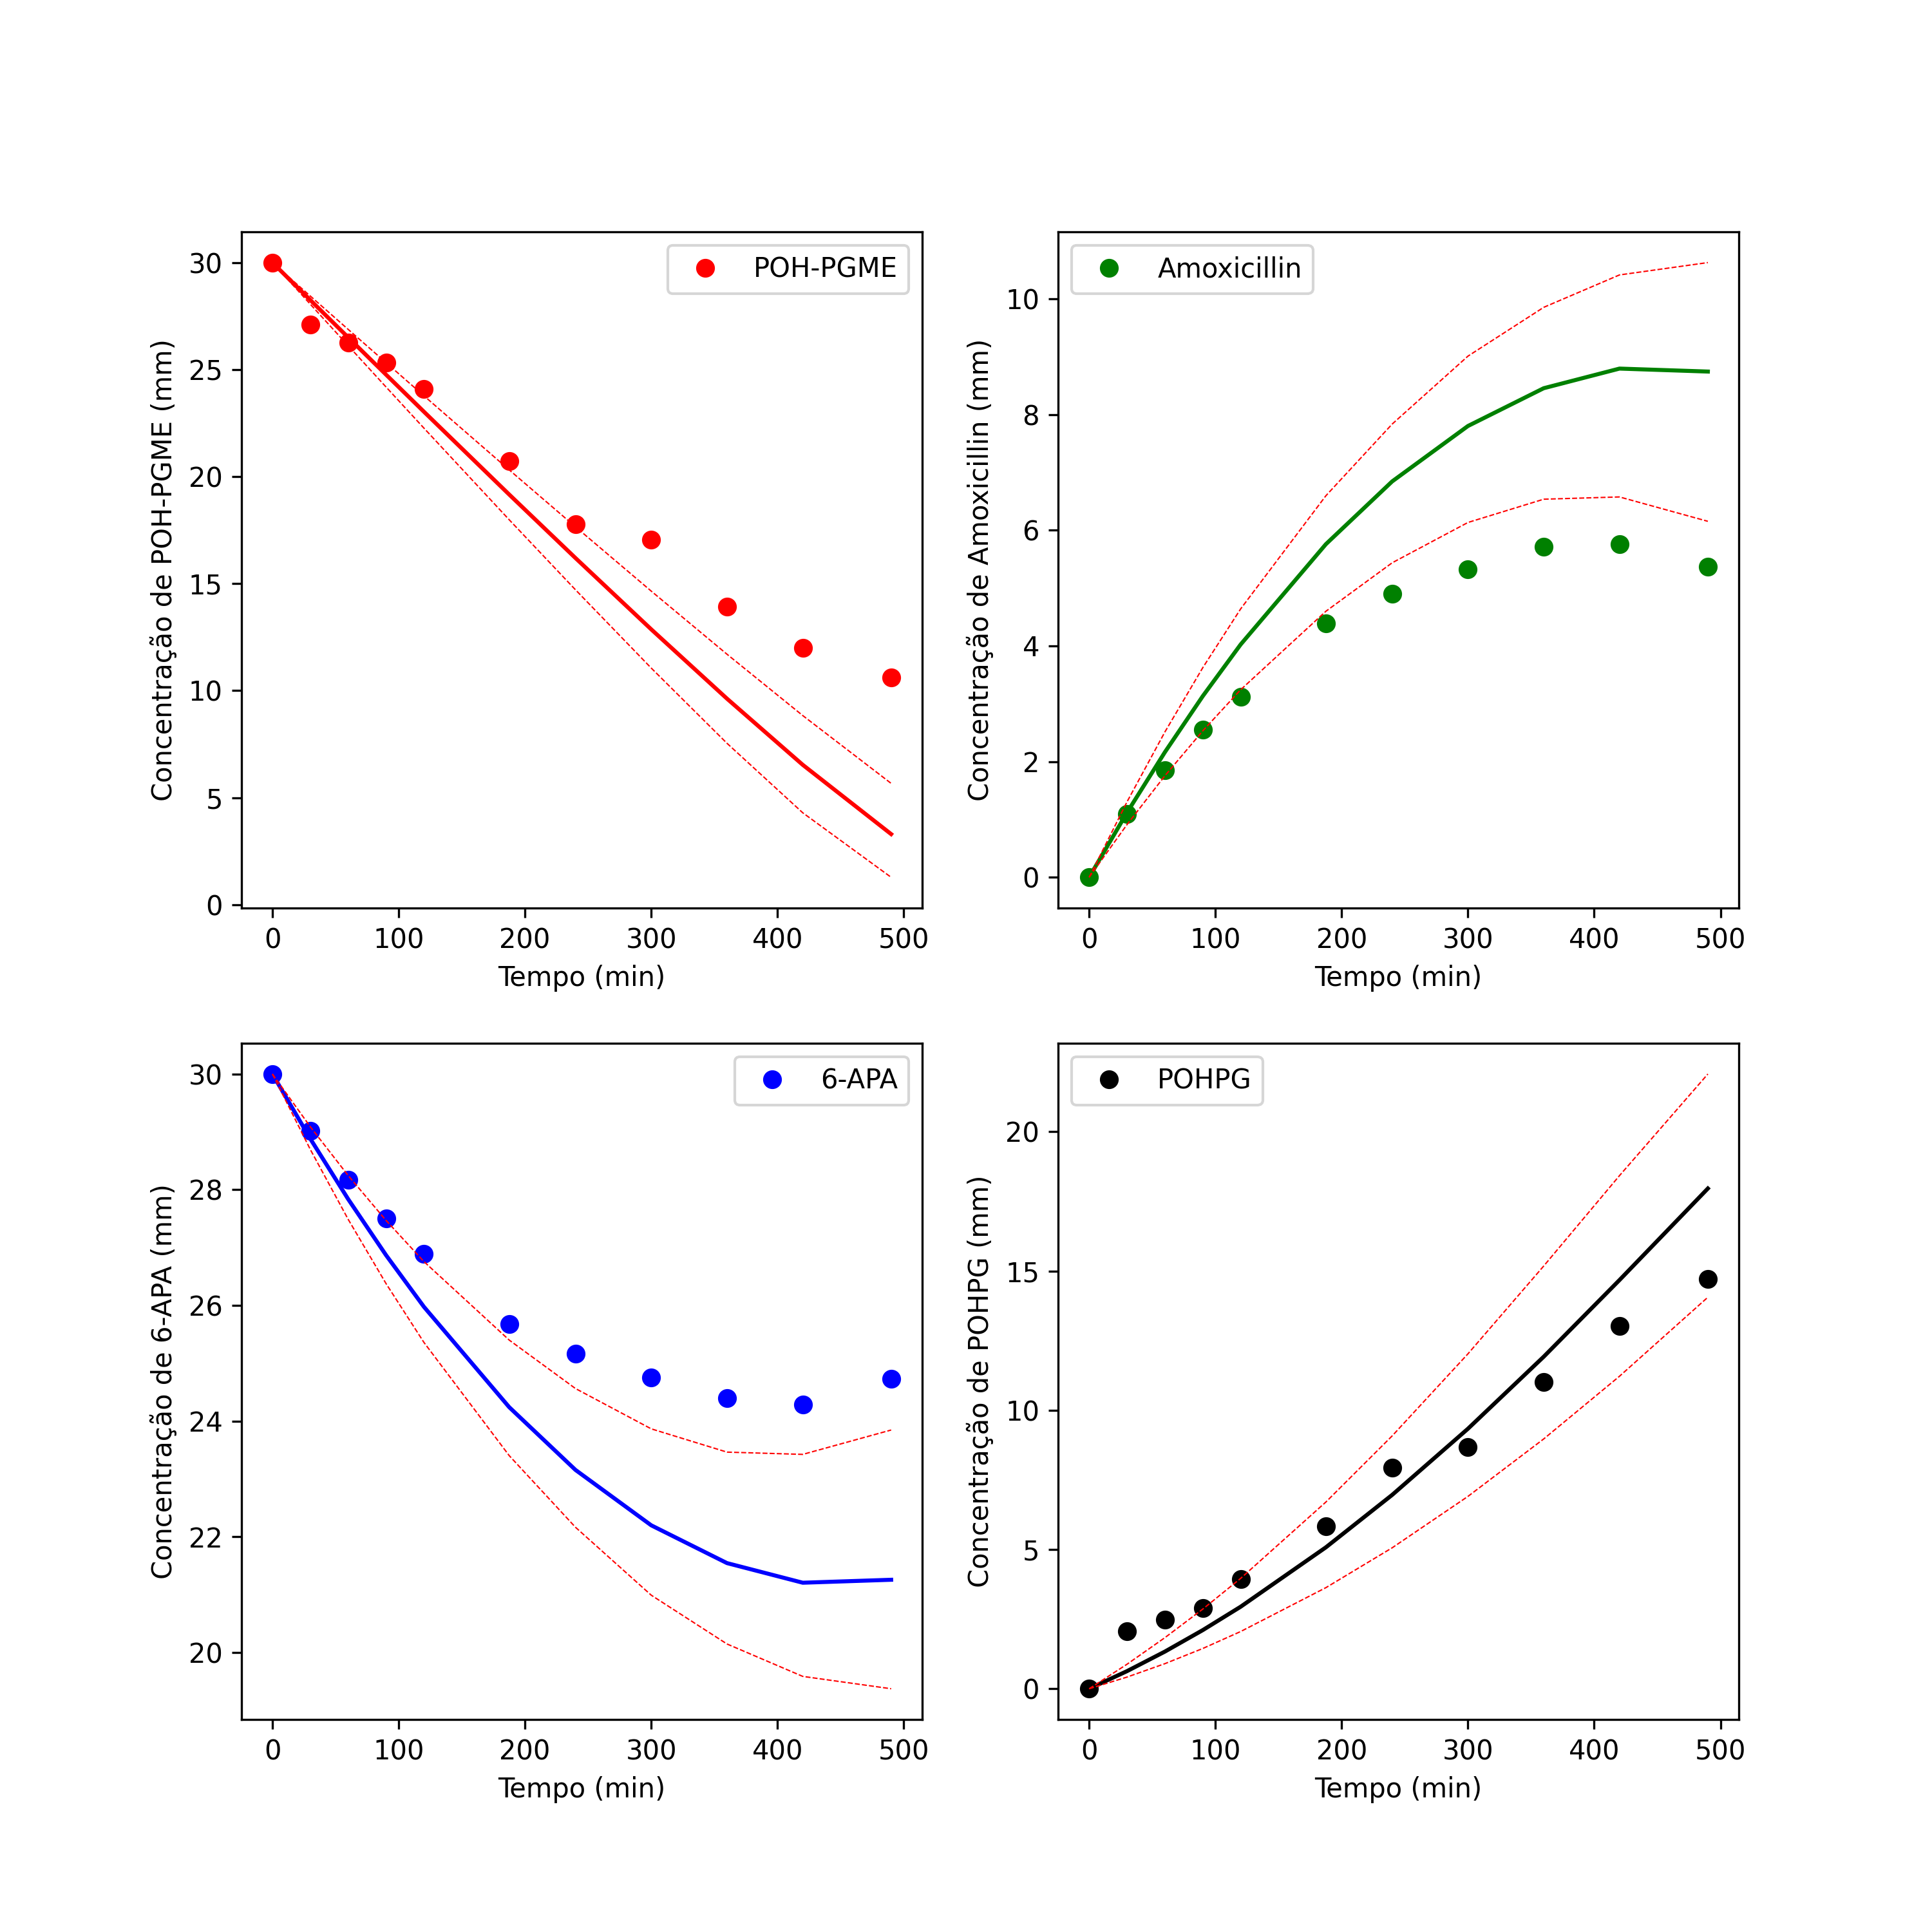 Concentração de POH-PGME (mm)
30
25
20
15
10
5
0
POH-PGME
0 100 200 300 400 500
Tempo (min)
Concentração de Amoxicillin (mm)
10
8
6
4
2
0
Amoxicillin
0 100 200 300 400 500
Tempo (min)
Concentração de 6-APA (mm)
30
28
26
24
22
20
6-APA
0 100 200 300 400 500
Tempo (min)
Concentração de POHPG (mm)
20
15
10
5
0
POHPG
0 100 200 300 400 500
Tempo (min)